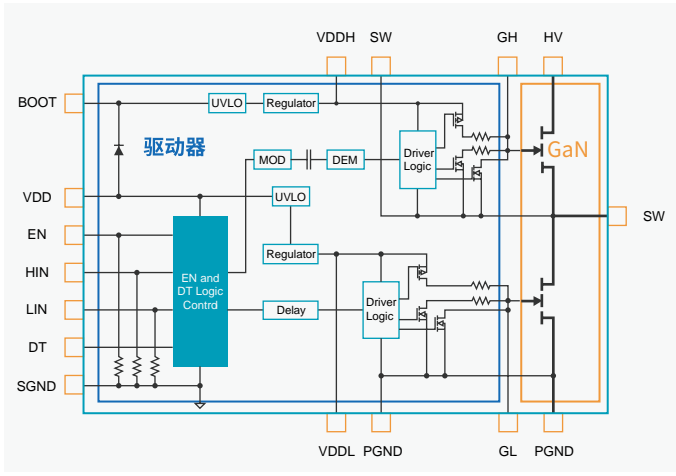 VDDH SW GH HV
BOOT
UVLO Regulator
驱动器
MOD DEM
Driver
Logic
GaN
VDD
UVLO
SW
EN
Regulator
HIN
EN and
DT Logic
Contrd
LIN
Delay
Driver
Logic
DT
SGND
VDDL PGND GL PGND